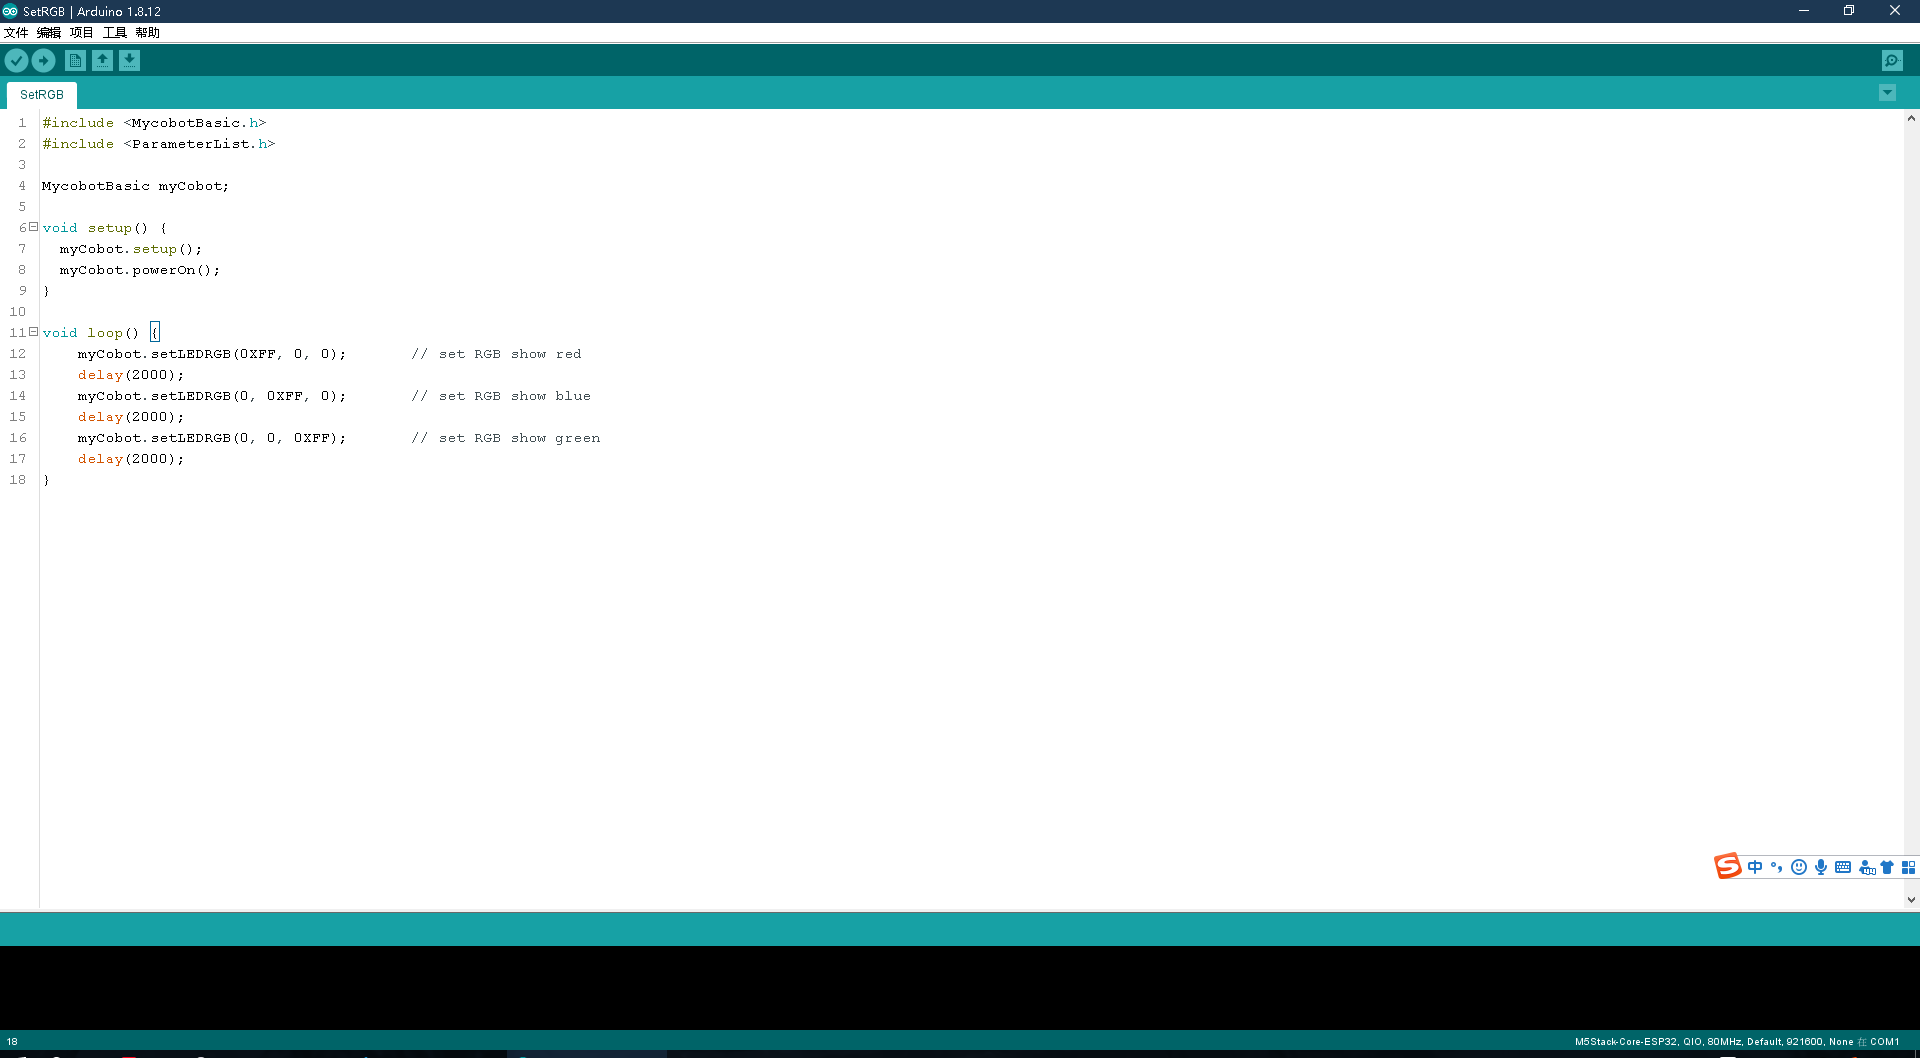 SetRGB | Arduino 1.8.12
文件 编辑 项目 工具 帮助
SetRGB
1 #include <MycobotBasic.h>
2 #include <ParameterList.h>
3
4 MycobotBasic myCobot;
5
6 void setup() {
7 myCobot.setup();
8 myCobot.powerOn();
9 }
10
11 void loop() {
12 myCobot.setLEDRGB(0XFF, 0, 0); // set RGB show red
13 delay(2000);
14 myCobot.setLEDRGB(0, 0XFF, 0); // set RGB show blue
15 delay(2000);
16 myCobot.setLEDRGB(0, 0, 0XFF); // set RGB show green
17 delay(2000);
18 }
S 中
18 M5Stack-Core-ESP32, QIO, 80MHz, Default, 921600, None 在 COM1